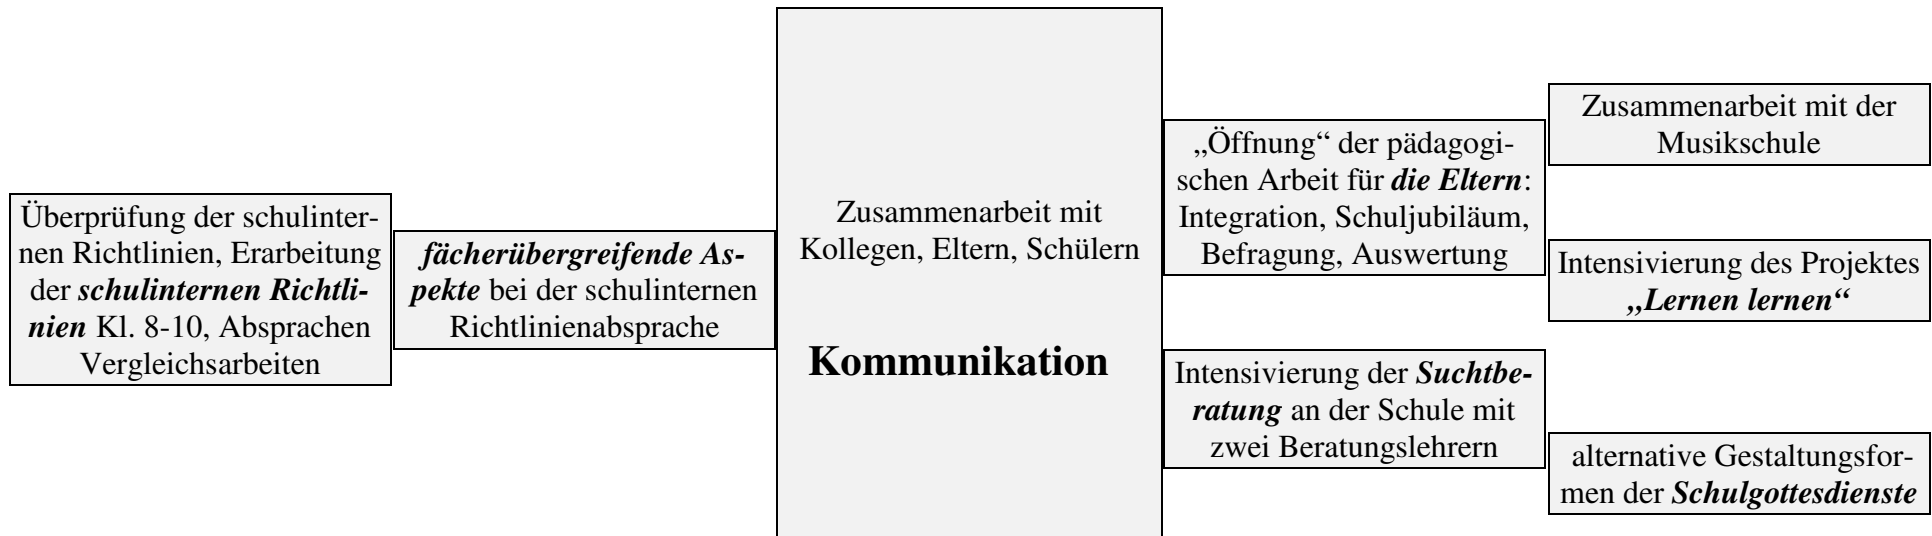 Überprüfung der schulinter-
nen Richtlinien, Erarbeitung
der schulinternen Richtli-
nien Kl. 8-10, Absprachen
Vergleichsarbeiten
fächerübergreifende As-
pekte bei der schulinternen
Richtlinienabsprache
Zusammenarbeit mit
Kollegen, Eltern, Schülern
Kommunikation
„Öffnung“ der pädagogi-
schen Arbeit für die Eltern:
Integration, Schuljubiläum,
Befragung, Auswertung
Intensivierung der Suchtbe-
ratung an der Schule mit
zwei Beratungslehrern
Zusammenarbeit mit der
Musikschule
Intensivierung des Projektes
„Lernen lernen“
alternative Gestaltungsfor-
men der Schulgottesdienste